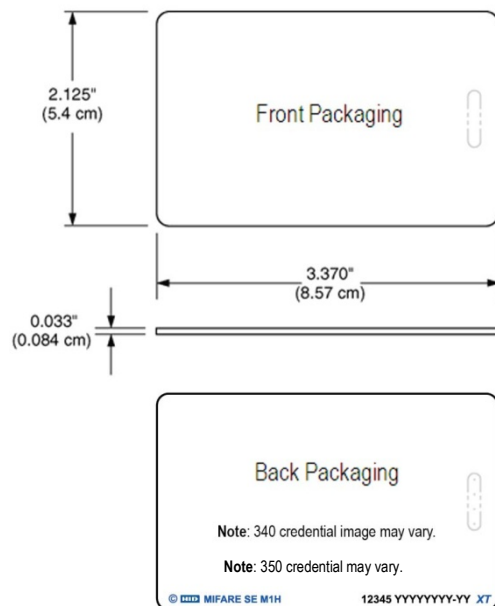 2.125"
(5.4 cm)
Front Packaging
3.370"
(8.57 cm)
0.033"
(0.084 cm)
Back Packaging
Note: 340 credential image may vary.
Note: 350 credential may vary.
© HID MIFARE SE M1H 12345 YYYYYYYY-YY XT